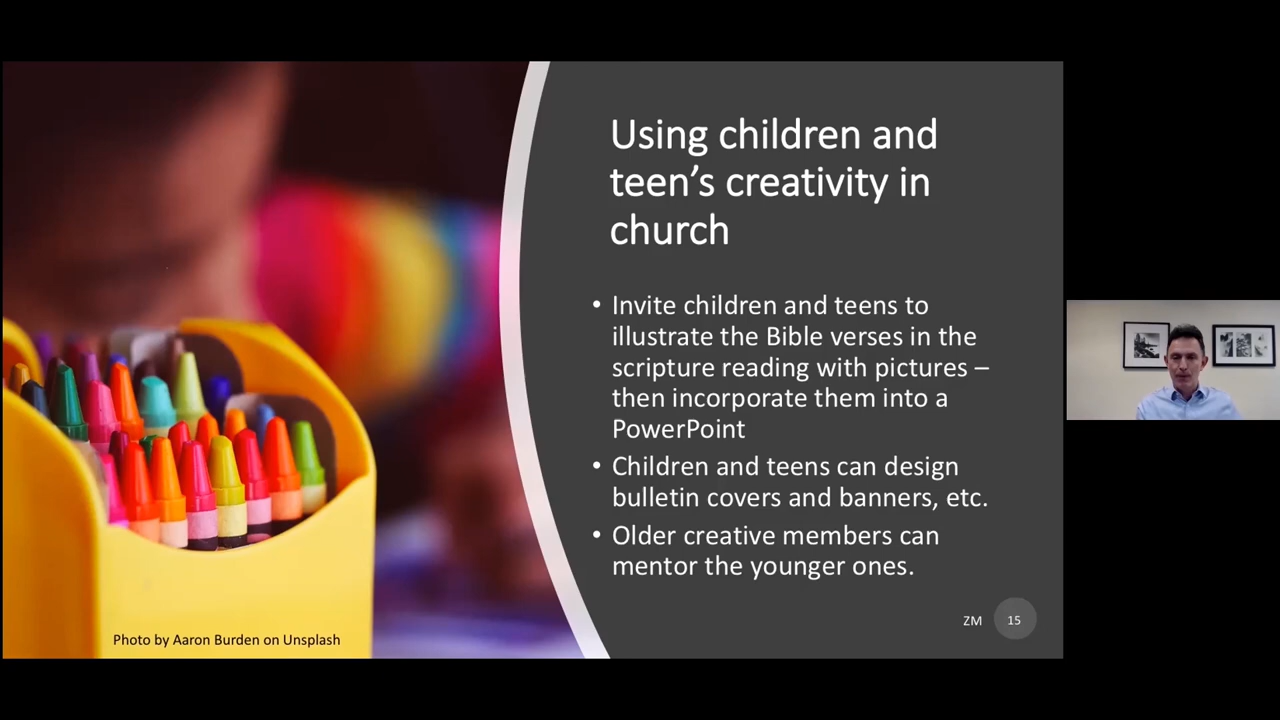 Using children and
teen’s creativity in
church
• Invite children and teens to
illustrate the Bible verses in the
scripture reading with pictures –
then incorporate them into a
PowerPoint
• Children and teens can design
bulletin covers and banners, etc.
• Older creative members can
mentor the younger ones.
ZM 15
Photo by Aaron Burden on Unsplash